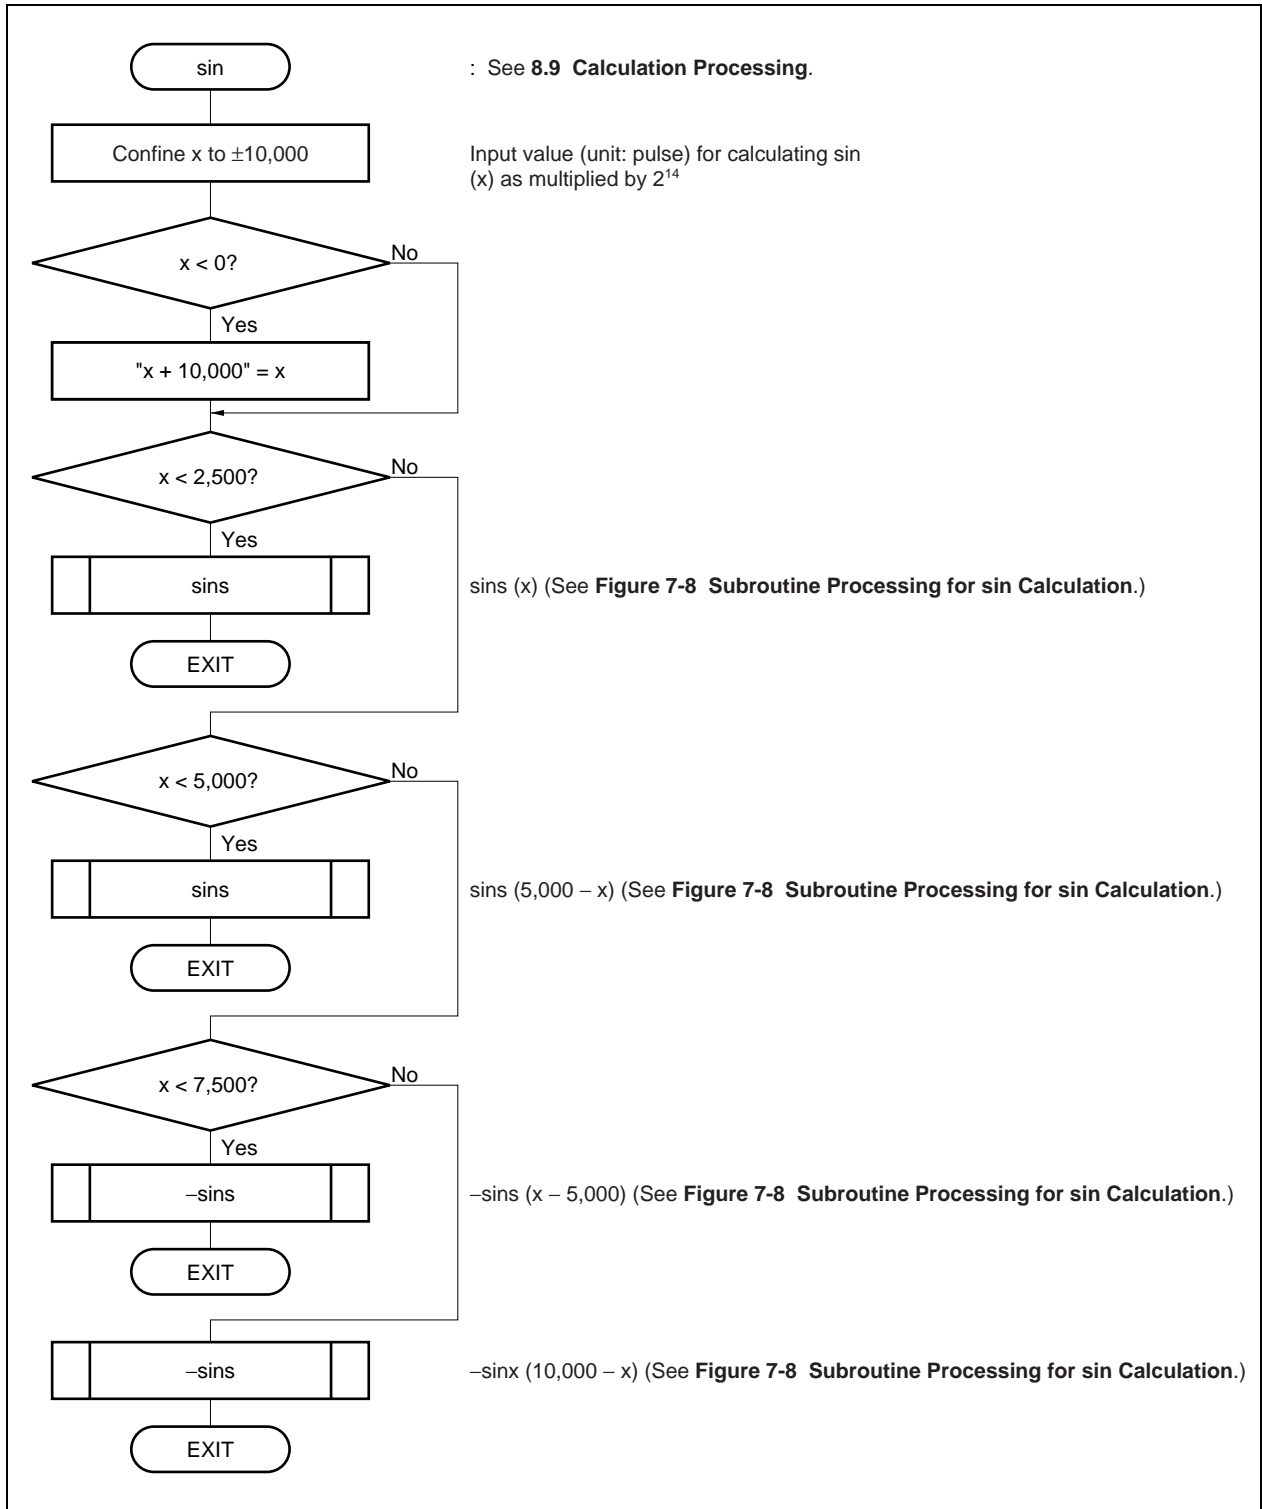 sin
: See 8.9 Calculation Processing.
Confine x to ±10,000
Input value (unit: pulse) for calculating sin
(x) as multiplied by 2¹⁴
x < 0?
No
Yes
"x + 10,000" = x
x < 2,500?
No
Yes
sins
sins (x) (See Figure 7-8 Subroutine Processing for sin Calculation.)
EXIT
x < 5,000?
No
Yes
sins
sins (5,000 − x) (See Figure 7-8 Subroutine Processing for sin Calculation.)
EXIT
x < 7,500?
No
Yes
−sins
−sins (x − 5,000) (See Figure 7-8 Subroutine Processing for sin Calculation.)
EXIT
−sins
−sinx (10,000 − x) (See Figure 7-8 Subroutine Processing for sin Calculation.)
EXIT